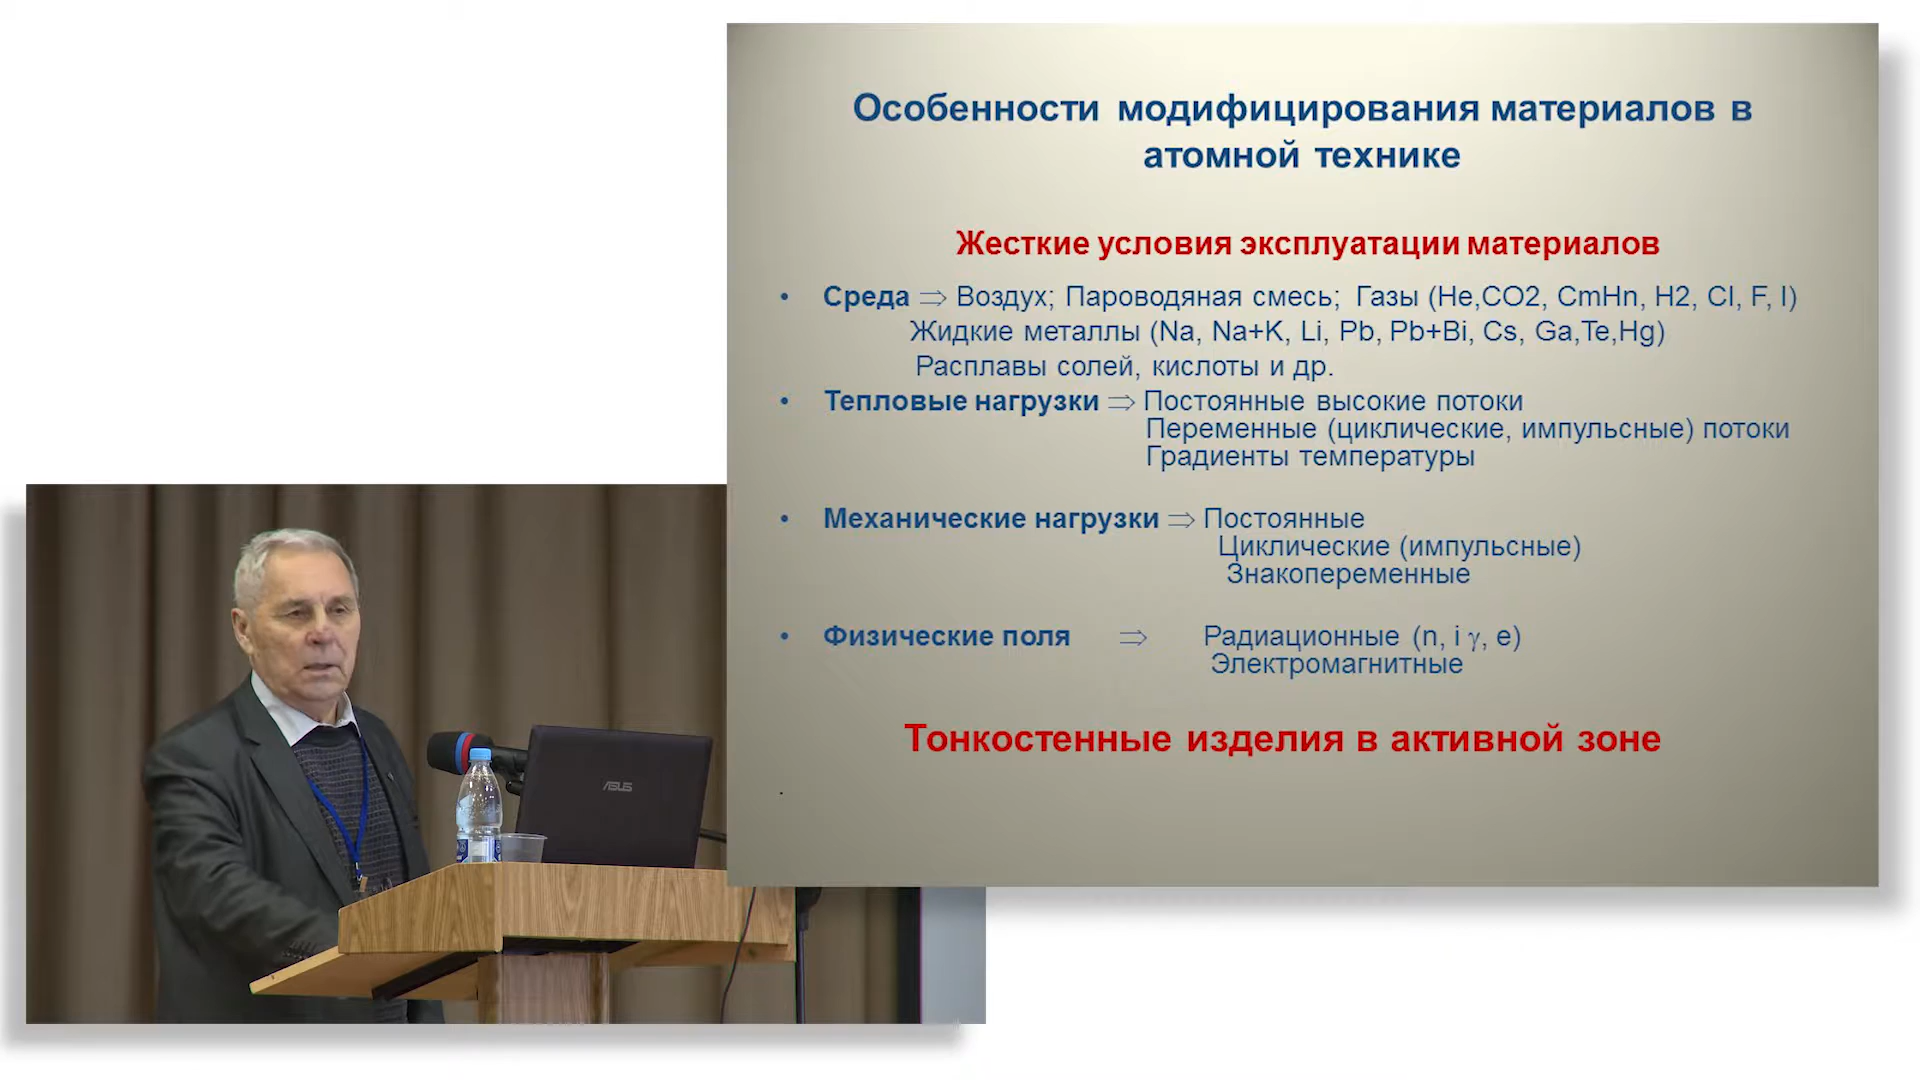 Особенности модифицирования материалов в
атомной технике
Жесткие условия эксплуатации материалов
• Среда ⇒ Воздух; Пароводяная смесь; Газы (He,CO2, CmHn, H2, Cl, F, I)
Жидкие металлы (Na, Na+K, Li, Pb, Pb+Bi, Cs, Ga,Te,Hg)
Расплавы солей, кислоты и др.
• Тепловые нагрузки ⇒ Постоянные высокие потоки
Переменные (циклические, импульсные) потоки
Градиенты температуры
• Механические нагрузки ⇒ Постоянные
Циклические (импульсные)
Знакопеременные
• Физические поля ⇒ Радиационные (n, i γ, e)
Электромагнитные
Тонкостенные изделия в активной зоне
.
ASUS